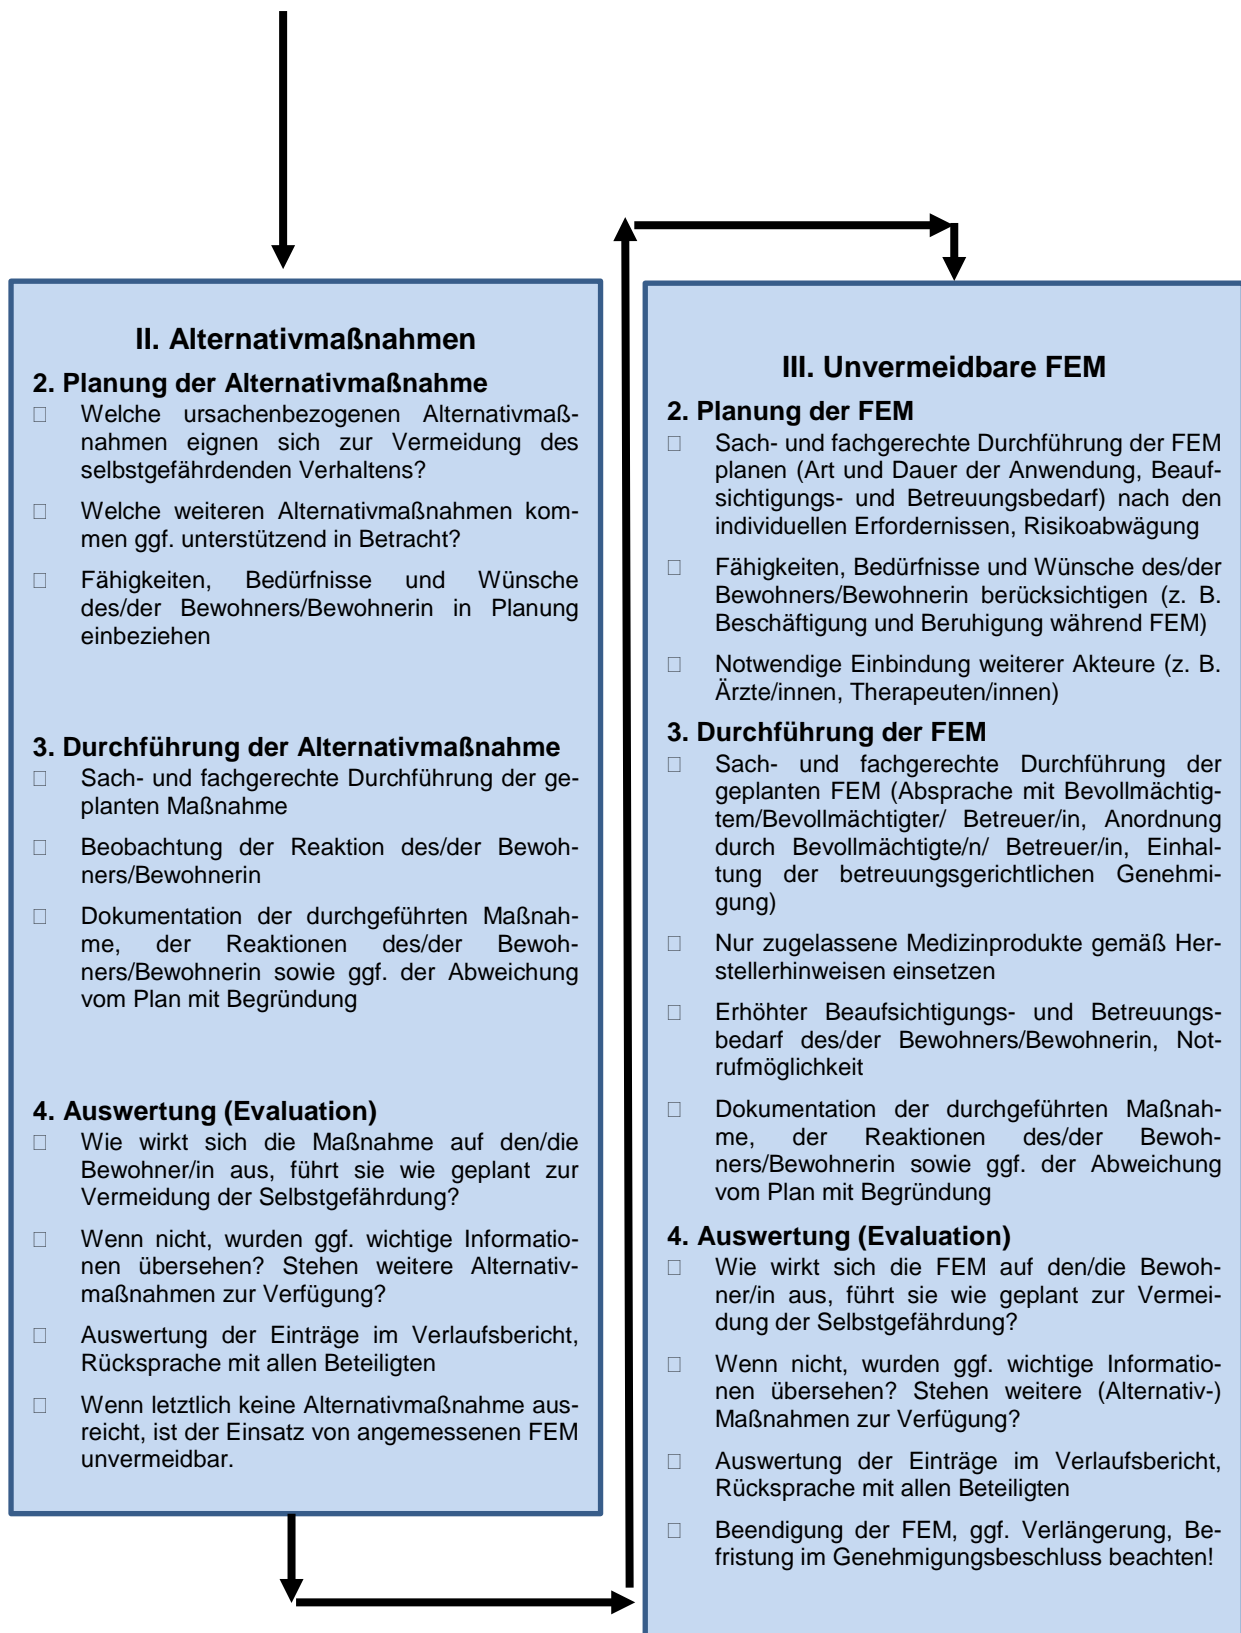 II. Alternativmaßnahmen
2. Planung der Alternativmaßnahme
□ Welche ursachenbezogenen Alternativmaß-
nahmen eignen sich zur Vermeidung des
selbstgefährdenden Verhaltens?
□ Welche weiteren Alternativmaßnahmen kom-
men ggf. unterstützend in Betracht?
□ Fähigkeiten, Bedürfnisse und Wünsche
des/der Bewohners/Bewohnerin in Planung
einbeziehen
3. Durchführung der Alternativmaßnahme
□ Sach- und fachgerechte Durchführung der ge-
planten Maßnahme
□ Beobachtung der Reaktion des/der Bewoh-
ners/Bewohnerin
□ Dokumentation der durchgeführten Maßnah-
me, der Reaktionen des/der Bewoh-
ners/Bewohnerin sowie ggf. der Abweichung
vom Plan mit Begründung
4. Auswertung (Evaluation)
□ Wie wirkt sich die Maßnahme auf den/die
Bewohner/in aus, führt sie wie geplant zur
Vermeidung der Selbstgefährdung?
□ Wenn nicht, wurden ggf. wichtige Informatio-
nen übersehen? Stehen weitere Alternativ-
maßnahmen zur Verfügung?
□ Auswertung der Einträge im Verlaufsbericht,
Rücksprache mit allen Beteiligten
□ Wenn letztlich keine Alternativmaßnahme aus-
reicht, ist der Einsatz von angemessenen FEM
unvermeidbar.
III. Unvermeidbare FEM
2. Planung der FEM
□ Sach- und fachgerechte Durchführung der FEM
planen (Art und Dauer der Anwendung, Beauf-
sichtigungs- und Betreuungsbedarf) nach den
individuellen Erfordernissen, Risikoabwägung
□ Fähigkeiten, Bedürfnisse und Wünsche des/der
Bewohners/Bewohnerin berücksichtigen (z. B.
Beschäftigung und Beruhigung während FEM)
□ Notwendige Einbindung weiterer Akteure (z. B.
Ärzte/innen, Therapeuten/innen)
3. Durchführung der FEM
□ Sach- und fachgerechte Durchführung der
geplanten FEM (Absprache mit Bevollmächtig-
tem/Bevollmächtigter/ Betreuer/in, Anordnung
durch Bevollmächtigte/n/ Betreuer/in, Einhal-
tung der betreuungsgerichtlichen Genehmi-
gung)
□ Nur zugelassene Medizinprodukte gemäß Her-
stellerhinweisen einsetzen
□ Erhöhter Beaufsichtigungs- und Betreuungs-
bedarf des/der Bewohners/Bewohnerin, Not-
rufmöglichkeit
□ Dokumentation der durchgeführten Maßnah-
me, der Reaktionen des/der Bewoh-
ners/Bewohnerin sowie ggf. der Abweichung
vom Plan mit Begründung
4. Auswertung (Evaluation)
□ Wie wirkt sich die FEM auf den/die Bewoh-
ner/in aus, führt sie wie geplant zur Vermei-
dung der Selbstgefährdung?
□ Wenn nicht, wurden ggf. wichtige Informatio-
nen übersehen? Stehen weitere (Alternativ-)
Maßnahmen zur Verfügung?
□ Auswertung der Einträge im Verlaufsbericht,
Rücksprache mit allen Beteiligten
□ Beendigung der FEM, ggf. Verlängerung, Be-
fristung im Genehmigungsbeschluss beachten!